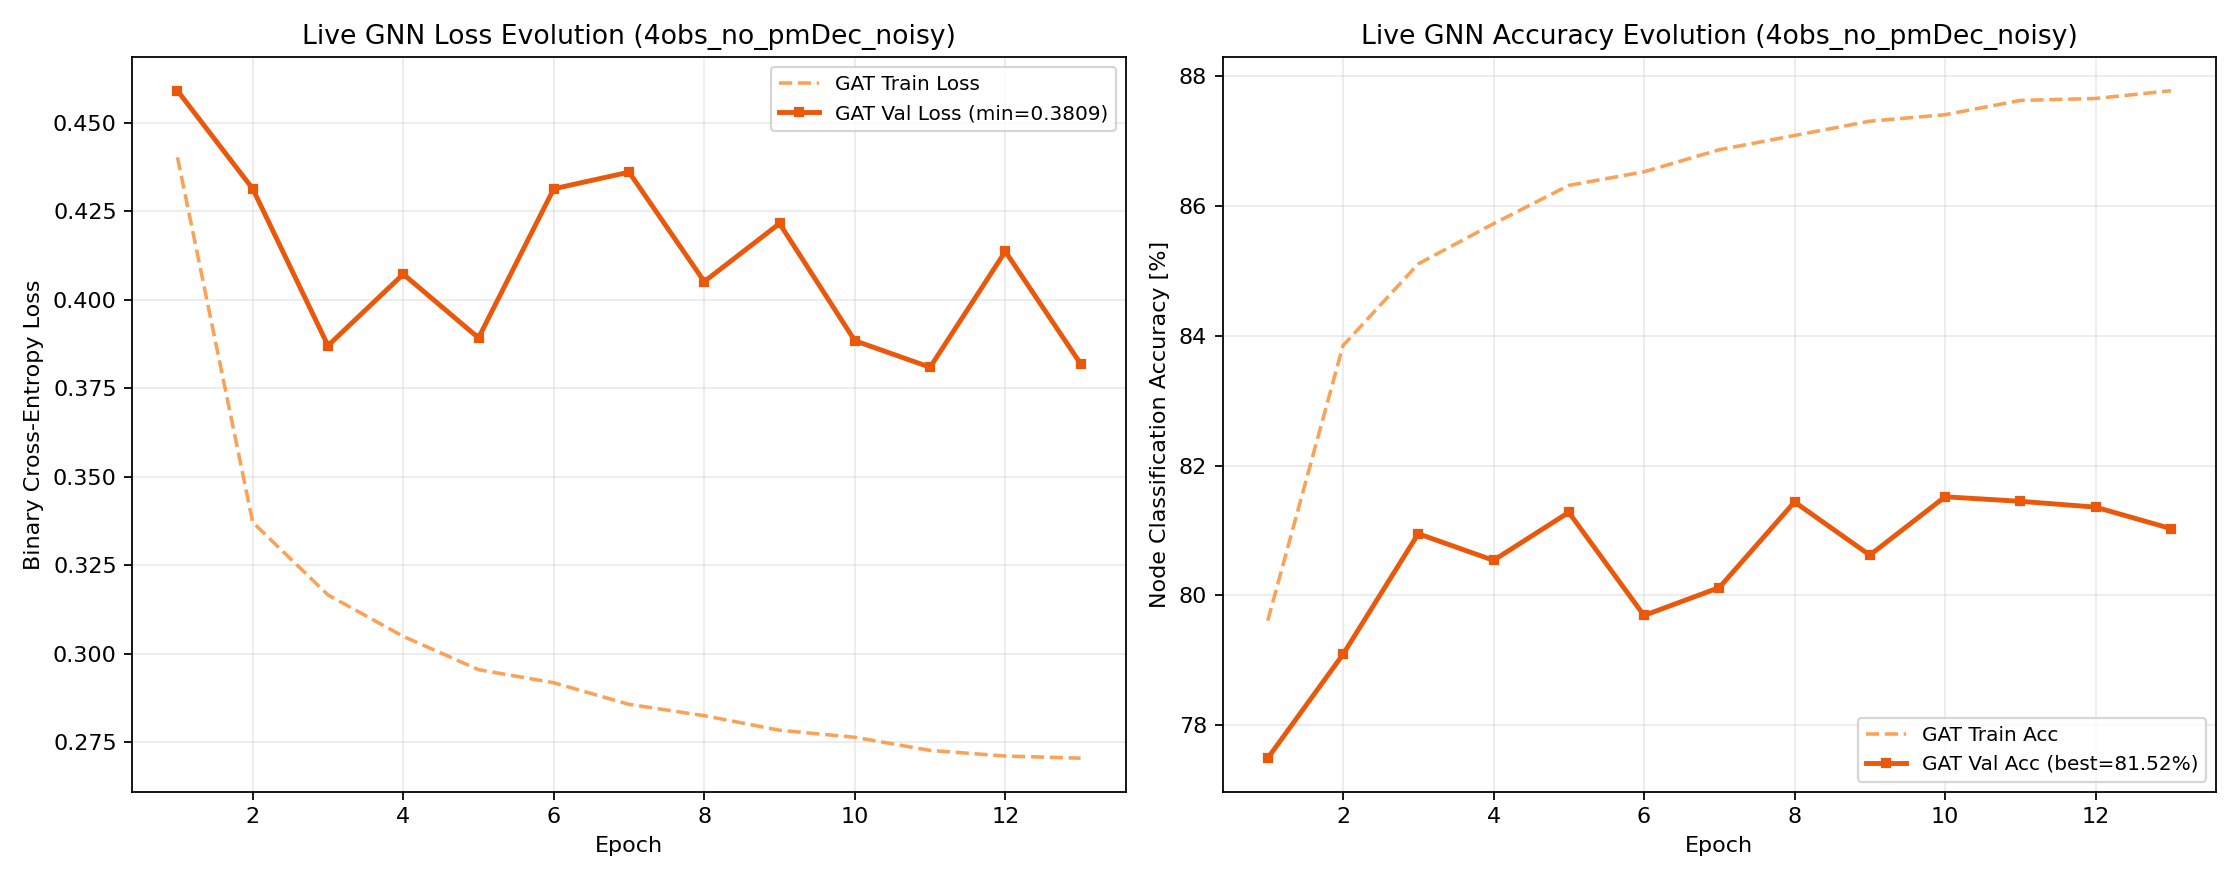 Live GNN Loss Evolution (4obs_no_pmDec_noisy)
GAT Train Loss
GAT Val Loss (min=0.3809)
Binary Cross-Entropy Loss
0.450
0.425
0.400
0.375
0.350
0.325
0.300
0.275
2 4 6 8 10 12
Epoch
Live GNN Accuracy Evolution (4obs_no_pmDec_noisy)
Node Classification Accuracy [%]
88
86
84
82
80
78
GAT Train Acc
GAT Val Acc (best=81.52%)
2 4 6 8 10 12
Epoch